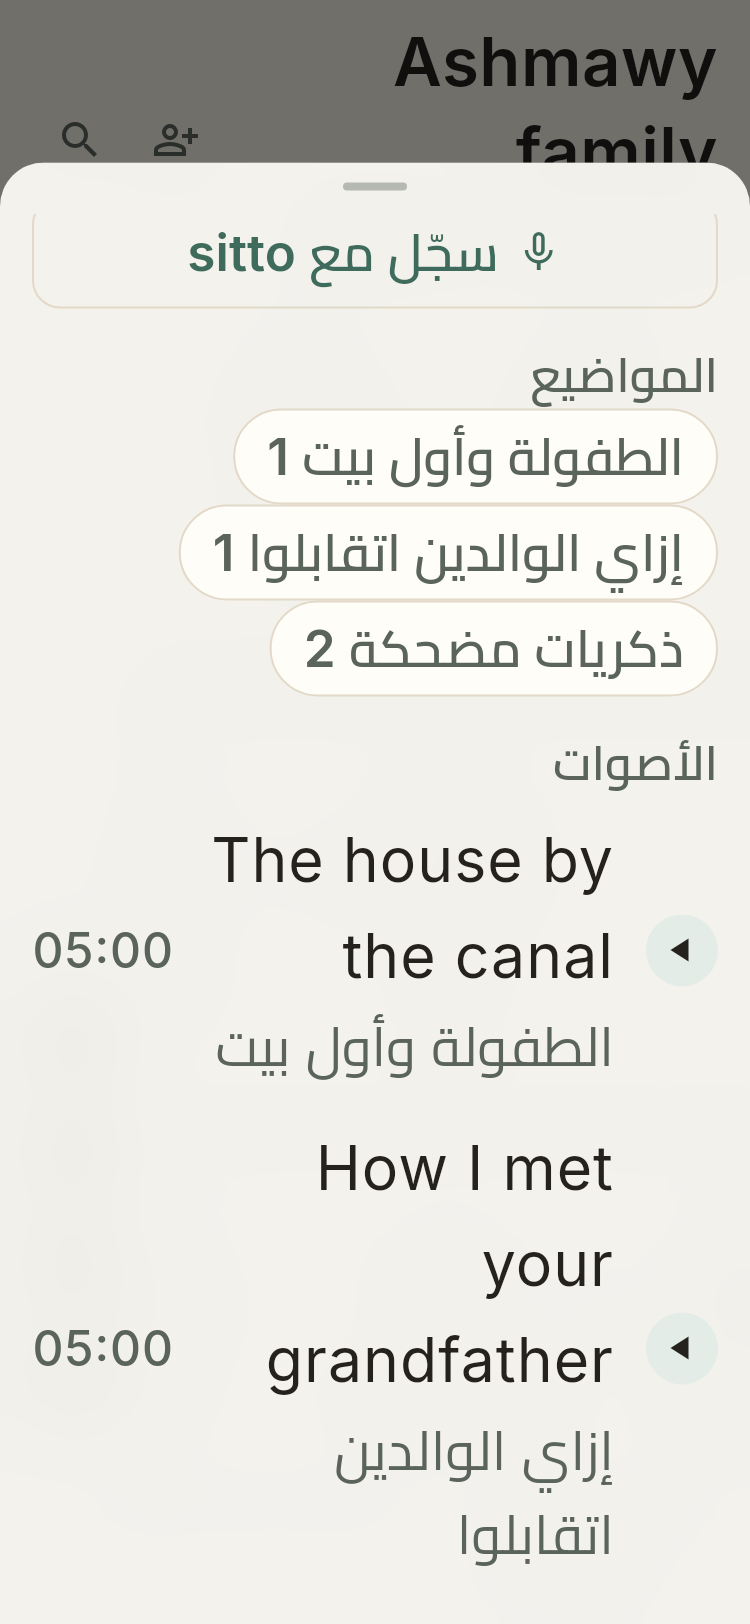 Ashmawy
family
سجّل مع sitto
المواضيع
الطفولة وأول بيت 1
إزاي الوالدين اتقابلوا 1
ذكريات مضحكة 2
الأصوات
The house by
the canal
05:00
الطفولة وأول بيت
How I met
your
grandfather
05:00
إزاي الوالدين
اتقابلوا